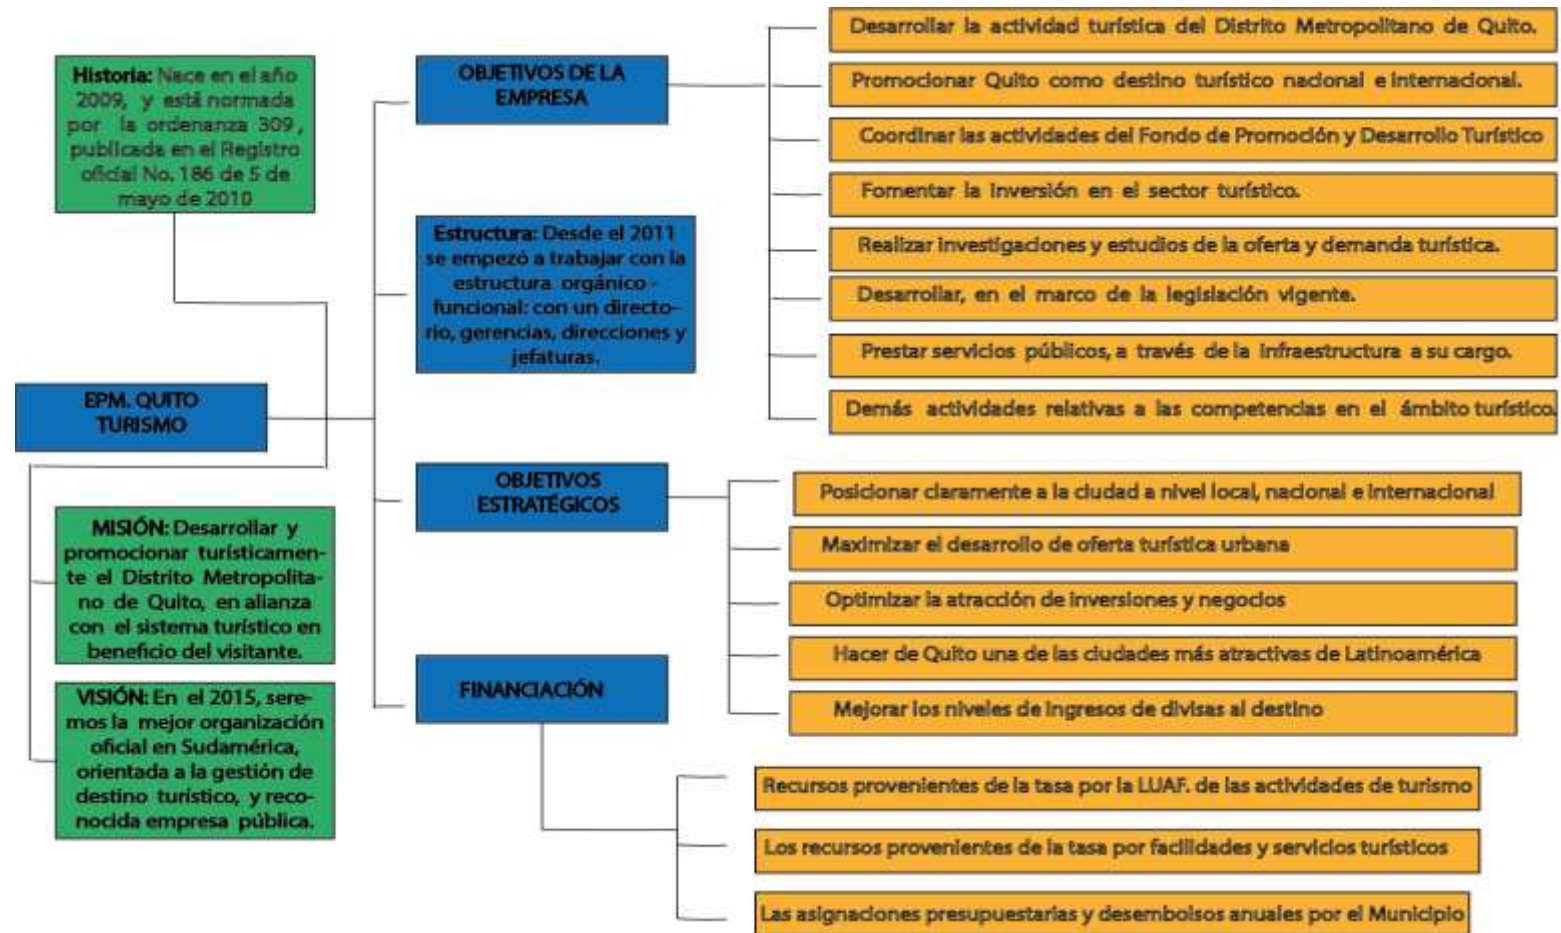 Historia: Nace en el año
2009, y está normada
por la ordenanza 309,
publicada en el Registro
oficial No. 186 de 5 de
mayo de 2010
EPM. QUITO
TURISMO
MISIÓN: Desarrollar y
promocionar turísticamen-
te el Distrito Metropolita-
no de Quito, en alianza
con el sistema turístico en
beneficio del visitante.
VISIÓN: En el 2015, sere-
mos la mejor organización
oficial en Sudamérica,
orientada a la gestión de
destino turístico, y reco-
nocida empresa pública.
OBJETIVOS DE LA
EMPRESA
Desarrollar la actividad turística del Distrito Metropolitano de Quito.
Promocionar Quito como destino turístico nacional e internacional.
Coordinar las actividades del Fondo de Promoción y Desarrollo Turístico
Fomentar la inversión en el sector turístico.
Realizar investigaciones y estudios de la oferta y demanda turística.
Desarrollar, en el marco de la legislación vigente.
Prestar servicios públicos, a través de la infraestructura a su cargo.
Demás actividades relativas a las competencias en el ámbito turístico.
Estructura: Desde el 2011
se empezó a trabajar con la
estructura orgánico -
funcional: con un directo-
rio, gerencias, direcciones y
jefaturas.
OBJETIVOS
ESTRATÉGICOS
Posicionar claramente a la ciudad a nivel local, nacional e internacional
Maximizar el desarrollo de oferta turística urbana
Optimizar la atracción de inversiones y negocios
Hacer de Quito una de las ciudades más atractivas de Latinoamérica
Mejorar los niveles de ingresos de divisas al destino
FINANCIACIÓN
Recursos provenientes de la tasa por la LUAF. de las actividades de turismo
Los recursos provenientes de la tasa por facilidades y servicios turísticos
Las asignaciones presupuestarias y desembolsos anuales por el Municipio